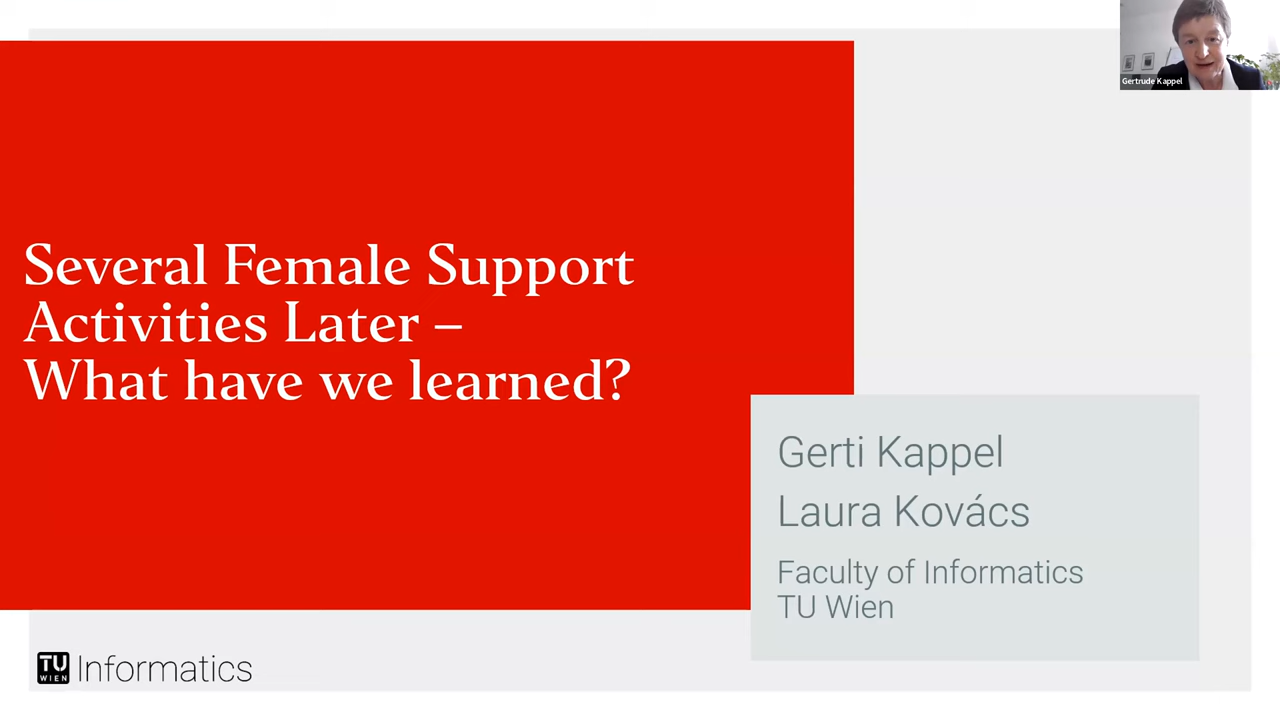 Gertrude Kappel
Several Female Support
Activities Later –
What have we learned?
Gerti Kappel
Laura Kovács
Faculty of Informatics
TU Wien
TU
WIEN
Informatics